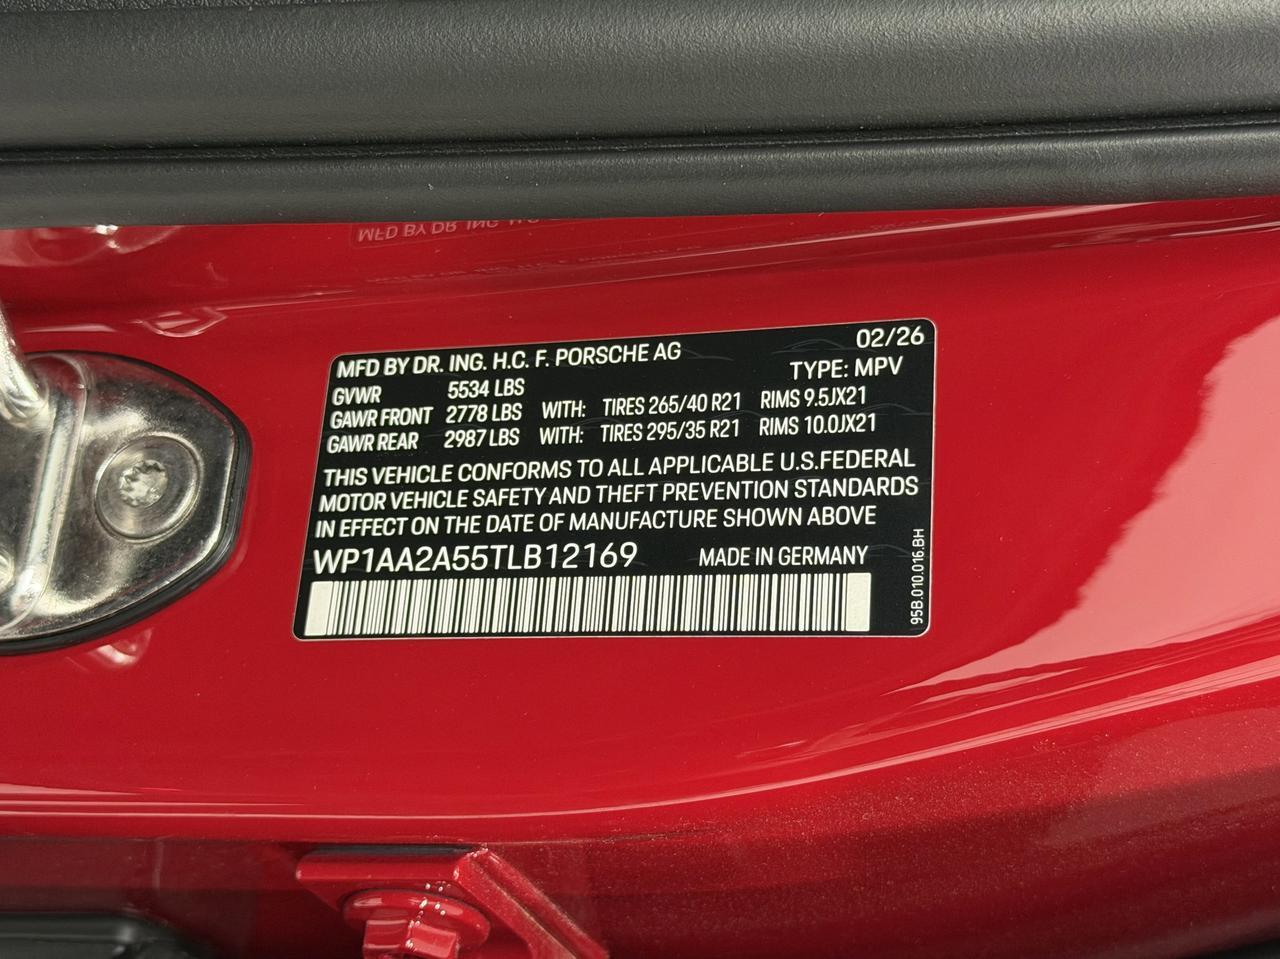 MFD BY DR. ING. H.C. F. PORSCHE AG 02/26
GVWR 5534 LBS TYPE: MPV
GAWR FRONT 2778 LBS WITH: TIRES 265/40 R21 RIMS 9.5JX21
GAWR REAR 2987 LBS WITH: TIRES 295/35 R21 RIMS 10.0JX21
THIS VEHICLE CONFORMS TO ALL APPLICABLE U.S.FEDERAL
MOTOR VEHICLE SAFETY AND THEFT PREVENTION STANDARDS
IN EFFECT ON THE DATE OF MANUFACTURE SHOWN ABOVE
WP1AA2A55TLB12169 MADE IN GERMANY
95B.010.016.BH